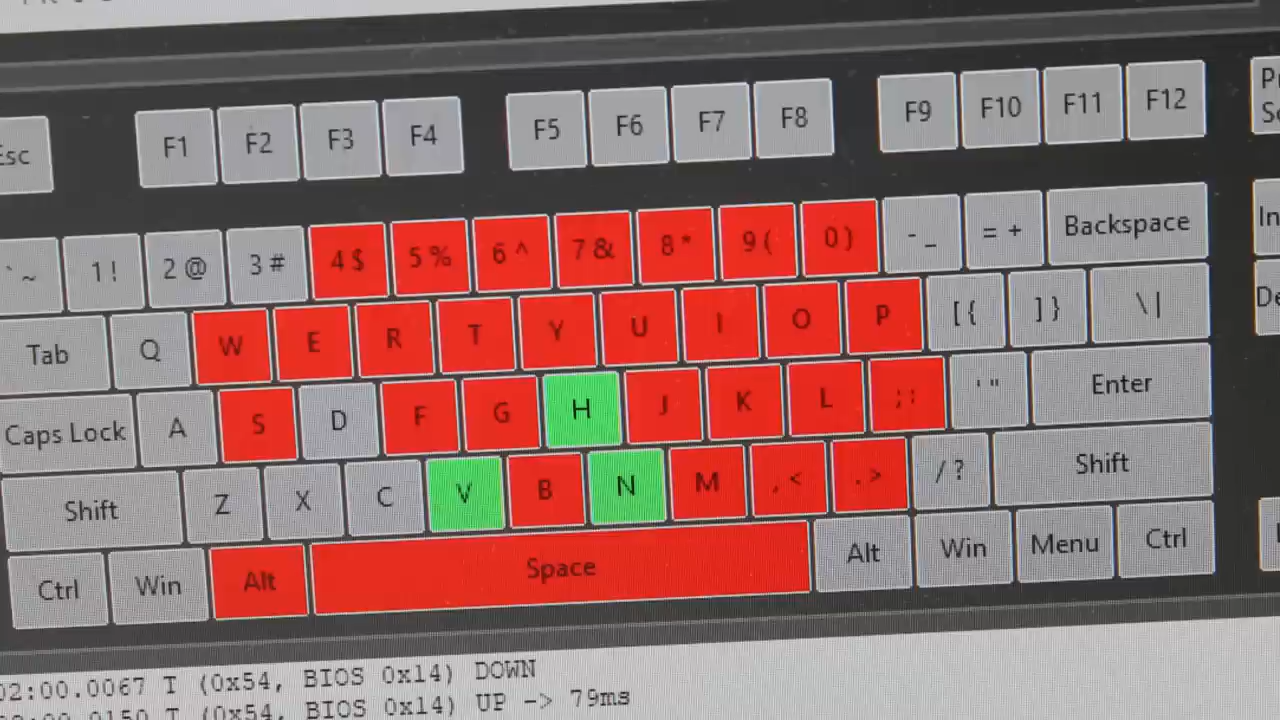 Esc F1 F2 F3 F4 F5 F6 F7 F8 F9 F10 F11 F12
` ~ 1 ! 2 @ 3 # 4 $ 5 % 6 ^ 7 & 8 * 9 ( 0 ) - _ = + Backspace
Tab Q W E R T Y U I O P [ { ] } \ |
Caps Lock A S D F G H J K L ; : ' " Enter
Shift Z X C V B N M , < . > / ? Shift
Ctrl Win Alt Space Alt Win Menu Ctrl
02:00.0067 T (0x54, BIOS 0x14) DOWN
.0150 T (0x54, BIOS 0x14) UP -> 79ms